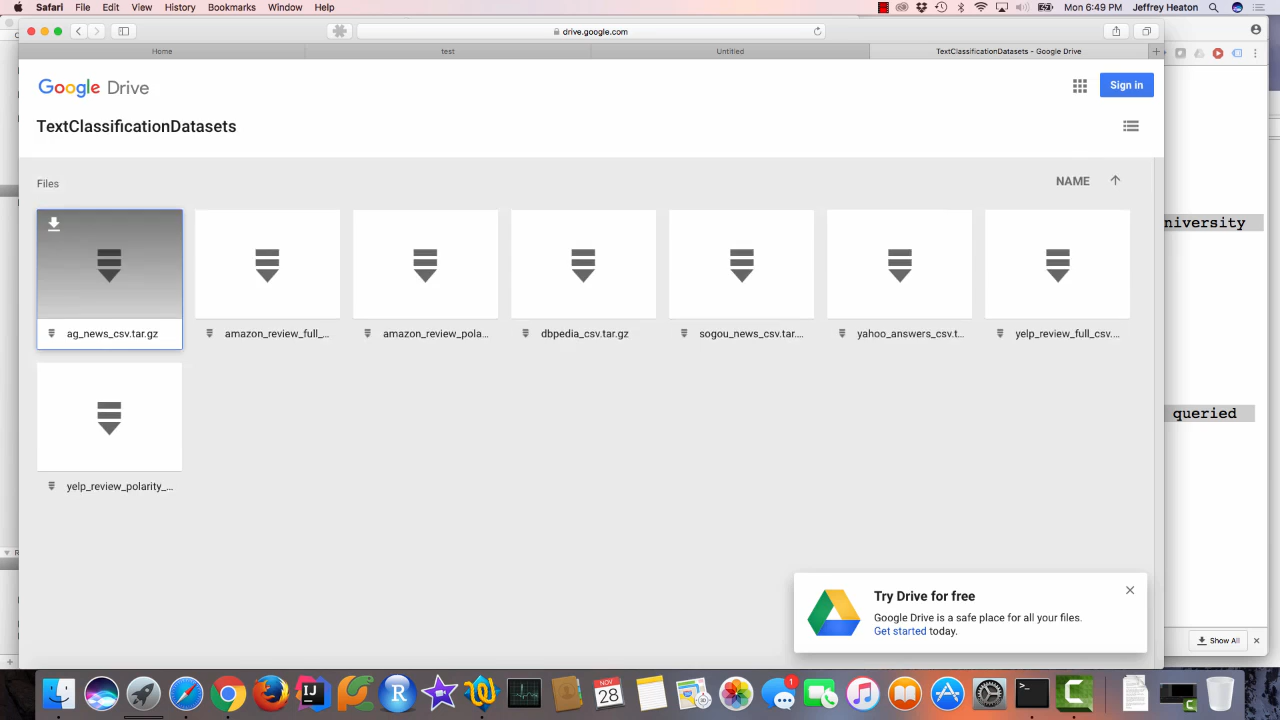 Safari File Edit View History Bookmarks Window Help
Mon 6:49 PM Jeffrey Heaton
drive.google.com
Home test Untitled TextClassificationDatasets - Google Drive
Google Drive
Sign in
TextClassificationDatasets
Files
NAME
niversity
ag_news_csv.tar.gz amazon_review_full_... amazon_review_pola... dbpedia_csv.tar.gz sogou_news_csv.tar.... yahoo_answers_csv.t... yelp_review_full_csv....
queried
yelp_review_polarity_...
Try Drive for free
Google Drive is a safe place for all your files.
Get started today.
Show All
NOV
28
1